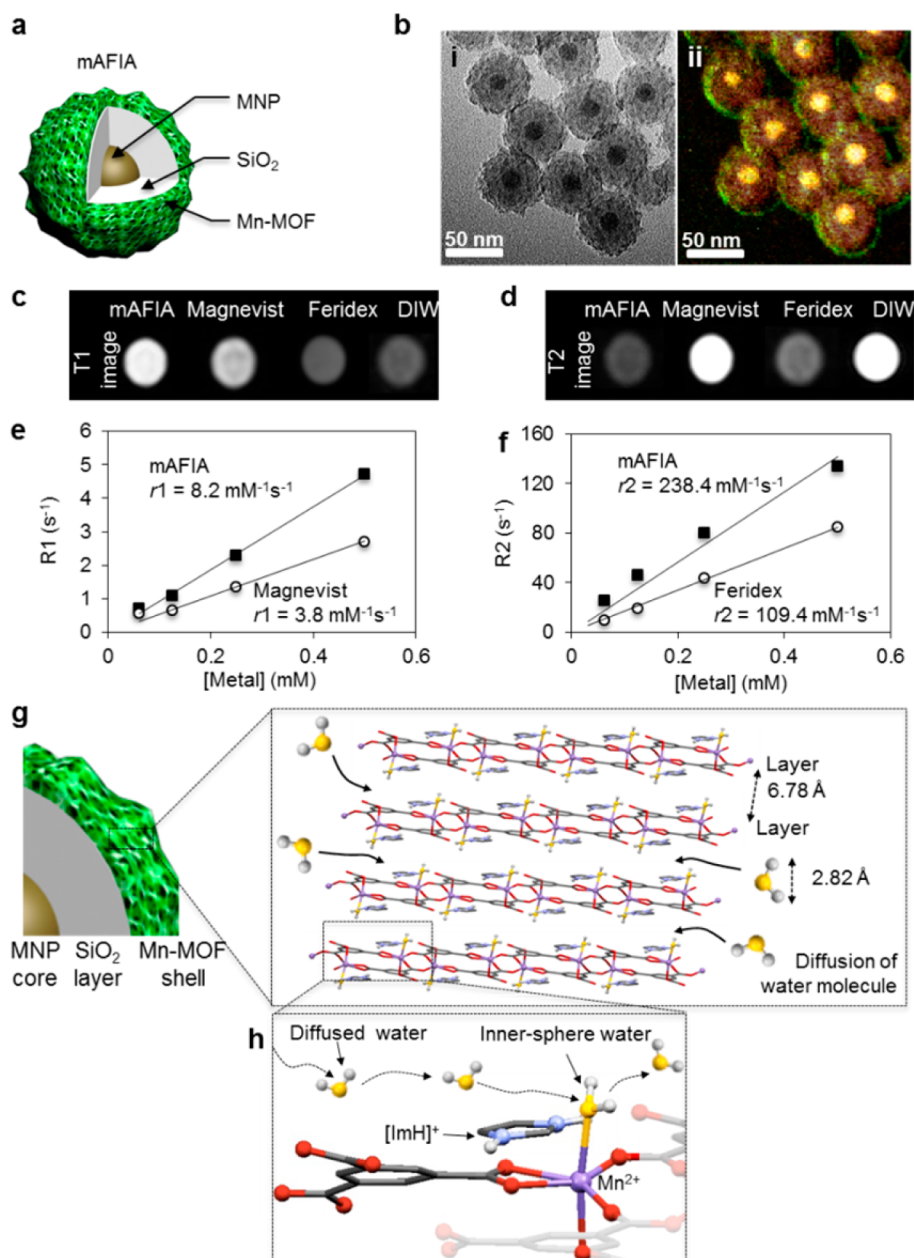 a
mAFIA
MNP
SiO₂
Mn-MOF
b
i
50 nm
ii
50 nm
c
mAFIA Magnevist Feridex DIW
T1
image
d
mAFIA Magnevist Feridex DIW
T2
image
e
6
5
4
3
2
1
0
R1 (s⁻¹)
mAFIA
r1 = 8.2 mM⁻¹s⁻¹
Magnevist
r1 = 3.8 mM⁻¹s⁻¹
0 0.2 0.4 0.6
[Metal] (mM)
f
160
120
80
40
0
R2 (s⁻¹)
mAFIA
r2 = 238.4 mM⁻¹s⁻¹
Feridex
r2 = 109.4 mM⁻¹s⁻¹
0 0.2 0.4 0.6
[Metal] (mM)
g
MNP
core
SiO₂
layer
Mn-MOF
shell
Layer
6.78 Å
Layer
2.82 Å
Diffusion of
water molecule
h
Diffused water
Inner-sphere water
[ImH]⁺
Mn²⁺